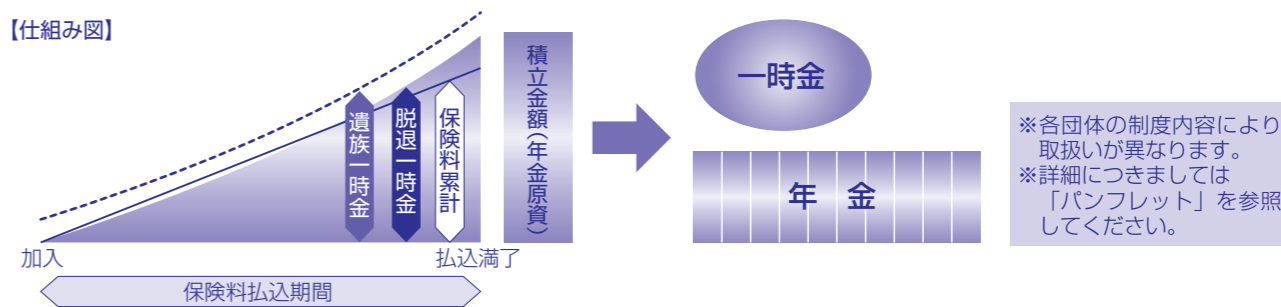 【仕組み図】
遺族一時金
脱退一時金
保険料累計
積立金額(年金原資)
加入
払込満了
保険料払込期間
一時金
年 金
※各団体の制度内容により
取扱いが異なります。
※詳細につきましては
「パンフレット」を参照
してください。